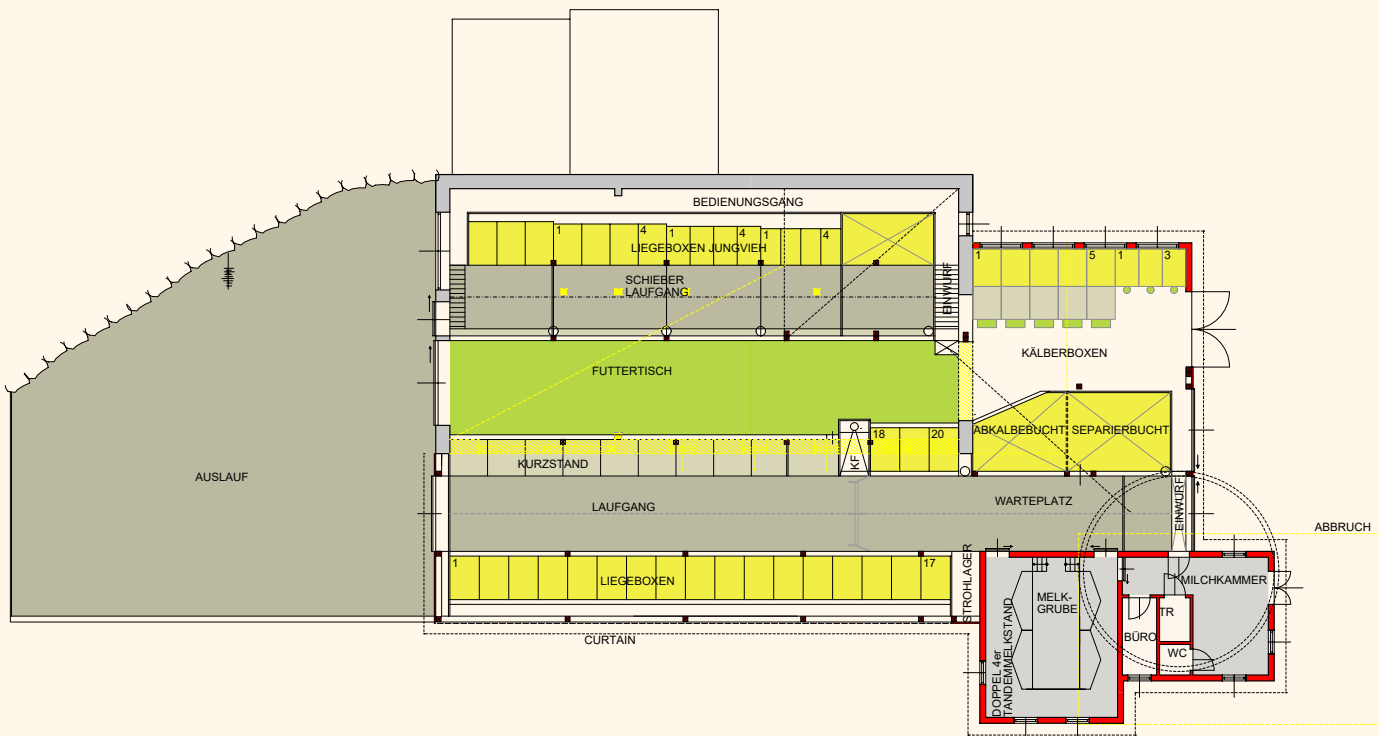 BEDIENUNGSGANG
1 4 1 4 1 4
LIEGEBOXEN JUNGVIEH
SCHIEBER
LAUFGANG
EINWURF
1 5 1 3
KÄLBERBOXEN
FUTTERTISCH
ABKALBEBUCHT SEPARIERBUCHT
KF
18 20
KURZSTAND
AUSLAUF
LAUFGANG
WARTEPLATZ
EINWURF
ABBRUCH
1 17
LIEGEBOXEN
STROHLAGER
CURTAIN
DOPPEL 4er
TANDEMMELKSTAND
MELK-
GRUBE
BÜRO
TR
WC
MILCHKAMMER